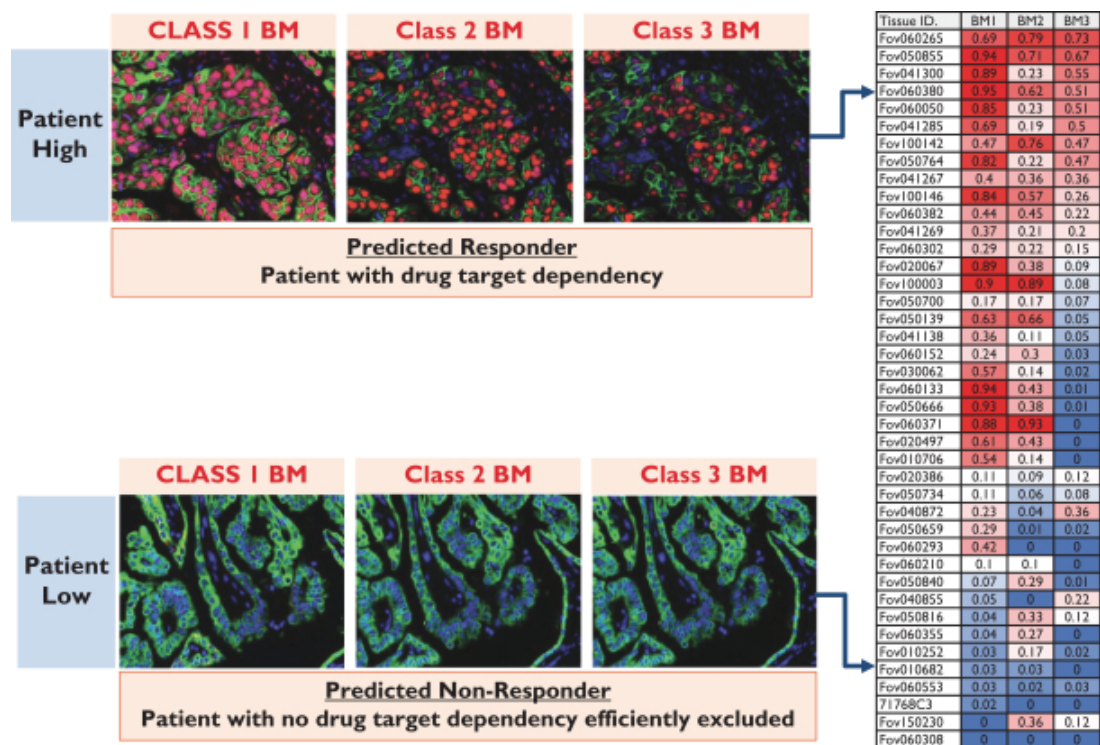 CLASS 1 BM
Class 2 BM
Class 3 BM
Patient
High
Predicted Responder
Patient with drug target dependency
CLASS 1 BM
Class 2 BM
Class 3 BM
Patient
Low
Predicted Non-Responder
Patient with no drug target dependency efficiently excluded
Tissue ID. BM1 BM2 BM3
Fov060265 0.69 0.79 0.73
Fov050855 0.94 0.71 0.67
Fov041300 0.89 0.23 0.55
Fov060380 0.95 0.62 0.51
Fov060050 0.85 0.23 0.51
Fov041285 0.69 0.19 0.5
Fov100142 0.47 0.76 0.47
Fov050764 0.82 0.22 0.47
Fov041267 0.4 0.36 0.36
Fov100146 0.84 0.57 0.26
Fov060382 0.44 0.45 0.22
Fov041269 0.37 0.21 0.2
Fov060302 0.29 0.22 0.15
Fov020067 0.89 0.38 0.09
Fov100003 0.9 0.89 0.08
Fov050700 0.17 0.17 0.07
Fov050139 0.63 0.66 0.05
Fov041138 0.36 0.11 0.05
Fov060152 0.24 0.3 0.03
Fov030062 0.57 0.14 0.02
Fov060133 0.94 0.43 0.01
Fov050666 0.93 0.38 0.01
Fov060371 0.88 0.93 0
Fov020497 0.61 0.43 0
Fov010706 0.54 0.14 0
Fov020386 0.11 0.09 0.12
Fov050734 0.11 0.06 0.08
Fov040872 0.23 0.04 0.36
Fov050659 0.29 0.01 0.02
Fov060293 0.42 0 0
Fov060210 0.1 0.1 0
Fov050840 0.07 0.29 0.01
Fov040855 0.05 0 0.22
Fov050816 0.04 0.33 0.12
Fov060355 0.04 0.27 0
Fov010252 0.03 0.17 0.02
Fov010682 0.03 0.03 0
Fov060553 0.03 0.02 0.03
71768C3 0.02 0 0
Fov150230 0 0.36 0.12
Fov060308 0 0 0